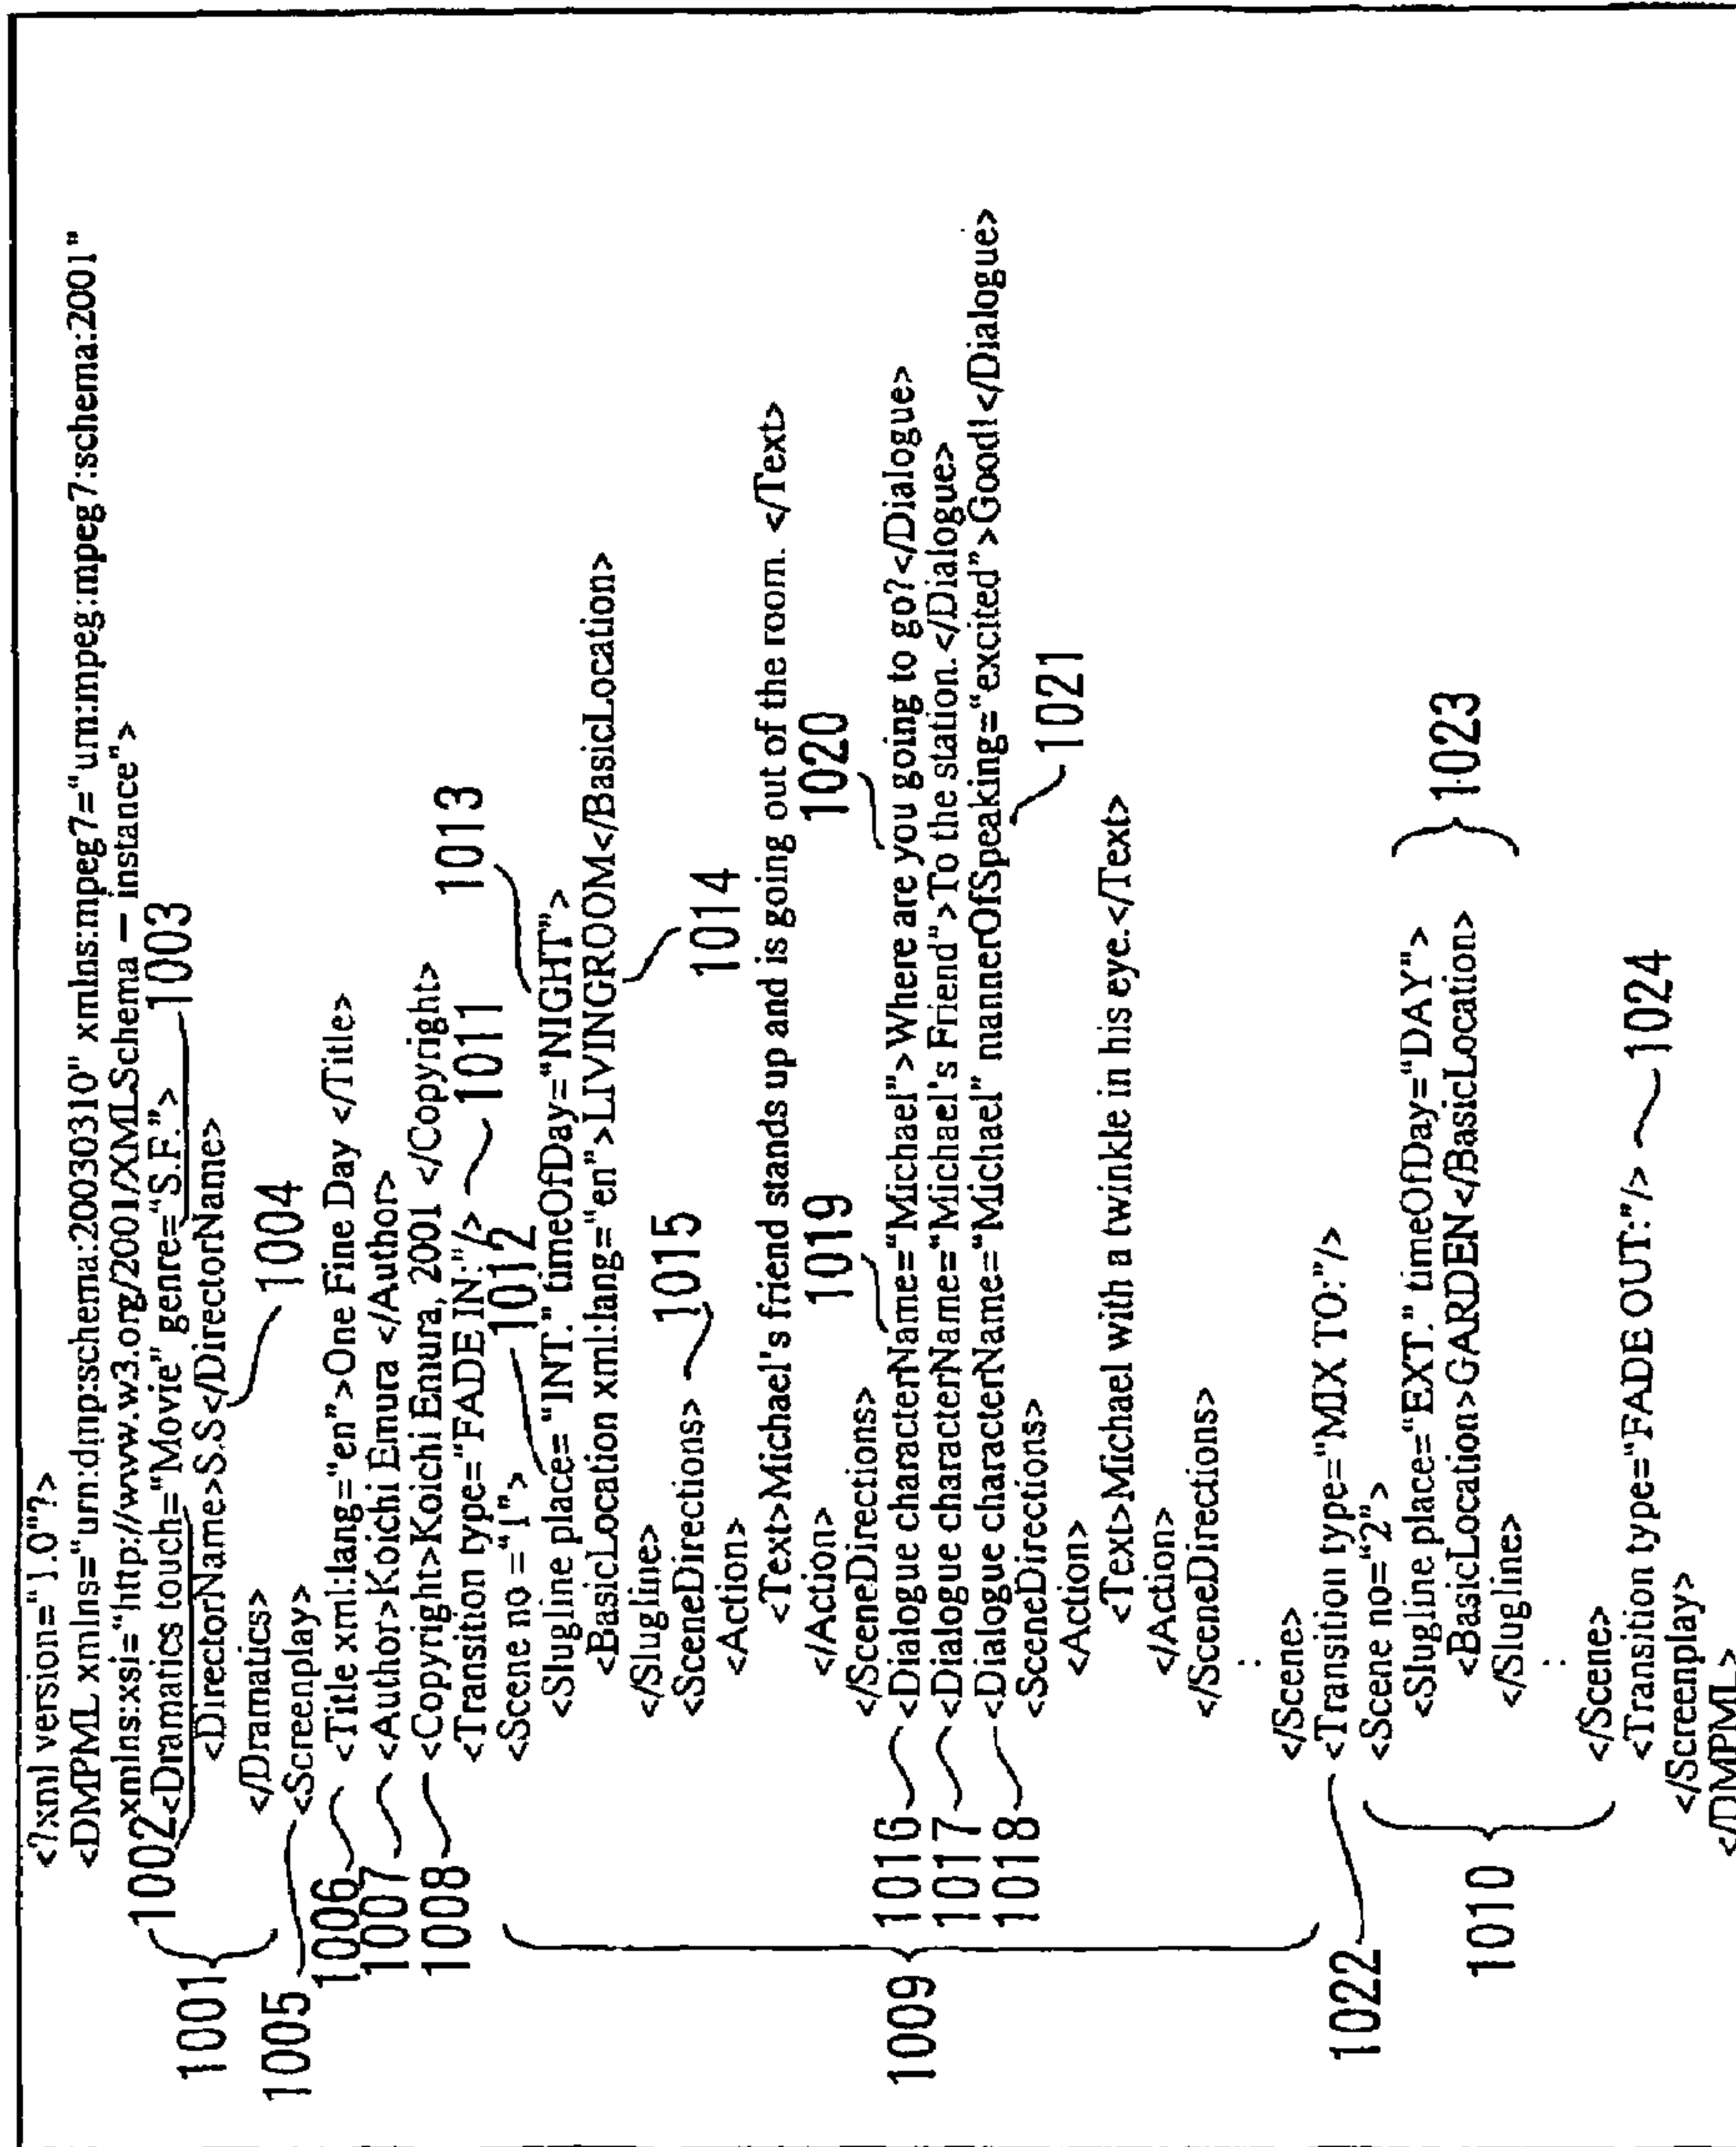 <?xml version="1.0"?>
<DMPML xmlns="urn:dmp:schema:20030310" xmlns:mpeg7="urn:mpeg:mpeg7:schema:2001"
xmlns:xsi="http://www.w3.org/2001/XMLSchema – instance">
1001 1002 <Dramatics touch="Movie" genre="S.F."> 1003
<DirectorName>S.S</DirectorName> 1004
</Dramatics>
1005 <Screenplay>
1006 <Title xml:lang="en">One Fine Day </Title>
1007 <Author>Koichi Emura </Author>
1008 <Copyright>Koichi Emura, 2001 </Copyright>
<Transition type="FADE IN:"/> 1011
1009 <Scene no ="1"> 1012
<Slugline place="INT." timeOfDay="NIGHT"> 1013
<BasicLocation xml:lang="en">LIVINGROOM</BasicLocation> 1014
</Slugline>
<SceneDirections> 1015
<Action>
<Text>Michael's friend stands up and is going out of the room. </Text>
</Action>
</SceneDirections> 1019 1020
1016 <Dialogue characterName="Michael">Where are you going to go?</Dialogue>
1017 <Dialogue characterName="Michael's Friend">To the station.</Dialogue>
1018 <Dialogue characterName="Michael" mannerOfSpeaking="excited">Good!</Dialogue>
<SceneDirections> 1021
<Action>
<Text>Michael with a twinkle in his eye.</Text>
</Action>
</SceneDirections>
:
</Scene>
1022 <Transition type="MIX TO:"/>
1010 <Scene no="2">
<Slugline place="EXT." timeOfDay="DAY"> 1023
<BasicLocation>GARDEN</BasicLocation>
</Slugline>
:
</Scene>
<Transition type="FADE OUT:"/> 1024
</Screenplay>
</DMPML>